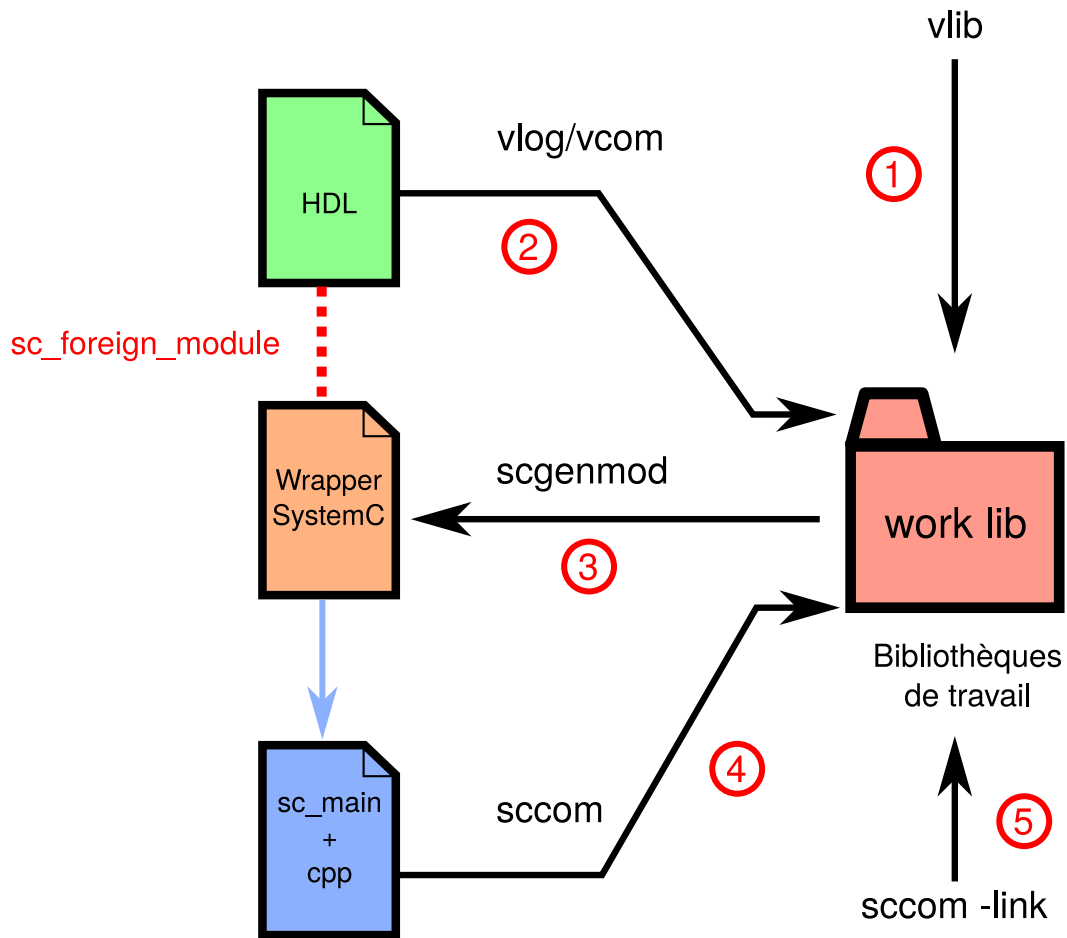 vlib
vlog/vcom
1
HDL
2
sc_foreign_module
scgenmod
Wrapper
SystemC
work lib
3
Bibliothèques
de travail
4
sc_main
+
cpp
sccom
5
sccom -link